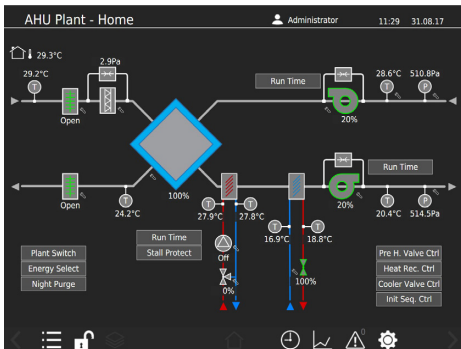 AHU Plant - Home
Administrator
11:29 31.08.17
29.3°C
29.2°C
T
2.9Pa
Open
Run Time
28.6°C
510.8Pa
T
P
20%
100%
Open
T
24.2°C
27.9°C
T
T
27.8°C
16.9°C
T
T
18.8°C
20%
Run Time
T
P
20.4°C
514.5Pa
Run Time
Stall Protect
Off
0%
100%
Plant Switch
Energy Select
Night Purge
Pre H. Valve Ctrl
Heat Rec. Ctrl
Cooler Valve Ctrl
Init Seq. Ctrl
0